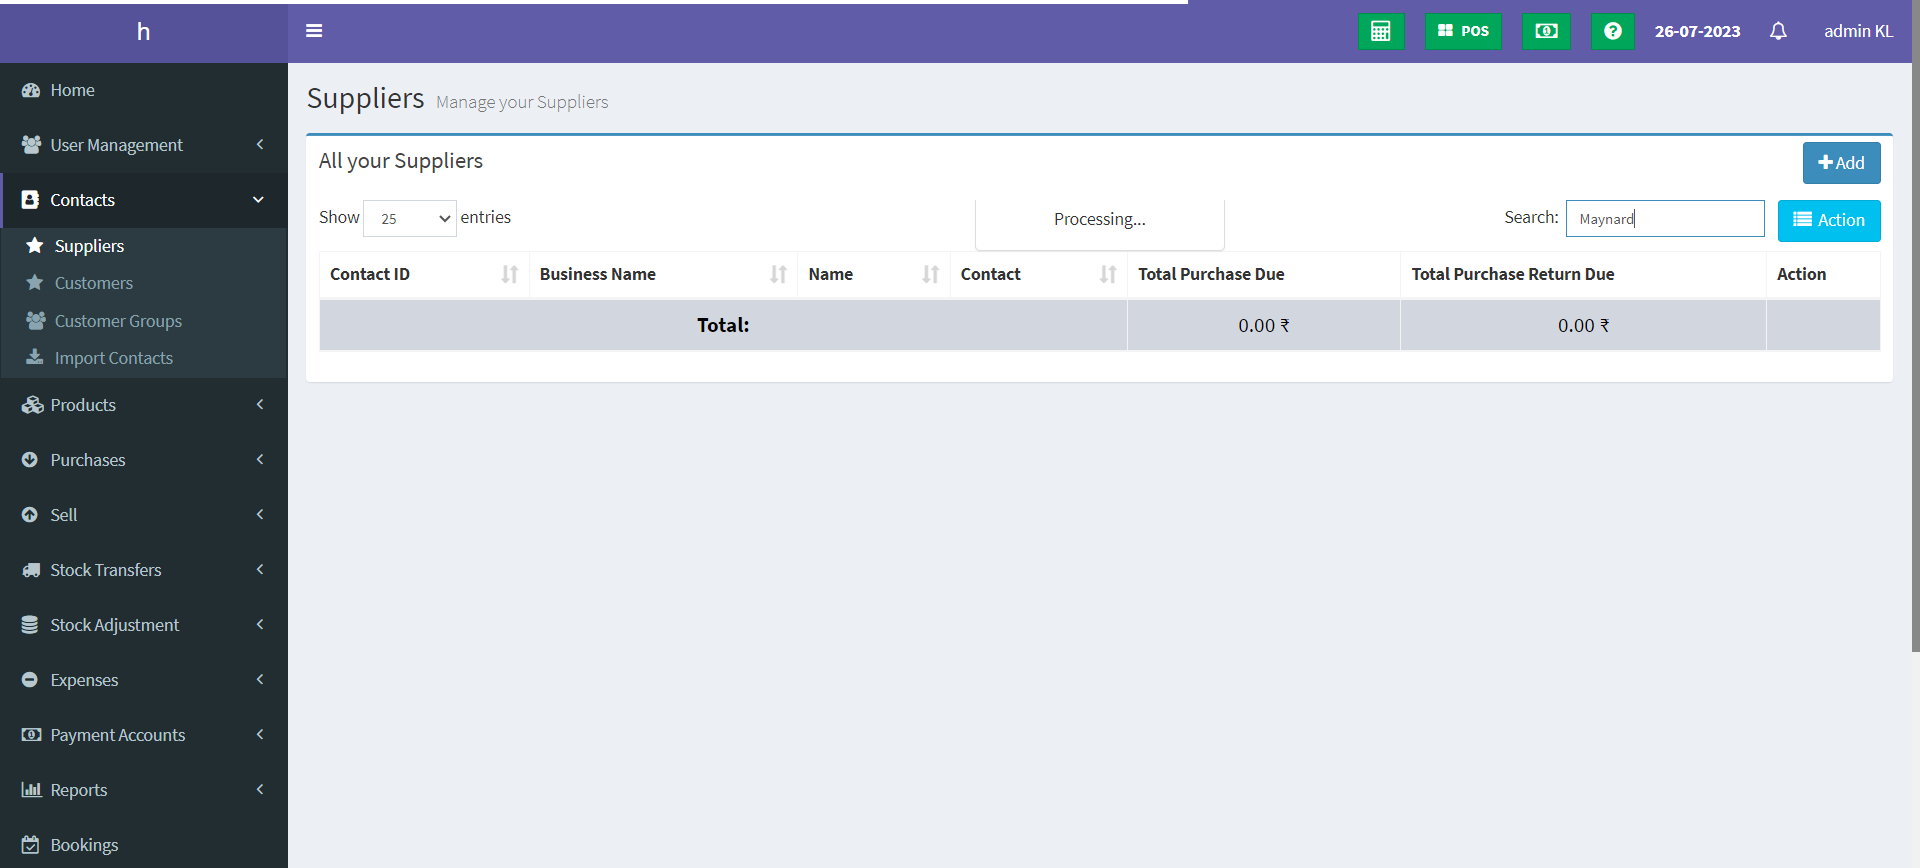 h
POS
26-07-2023
admin KL
Home
User Management
Contacts
Suppliers
Customers
Customer Groups
Import Contacts
Products
Purchases
Sell
Stock Transfers
Stock Adjustment
Expenses
Payment Accounts
Reports
Bookings
Suppliers Manage your Suppliers
All your Suppliers
Add
Show 25 entries
Processing...
Search: Maynard
Action
Contact ID Business Name Name Contact Total Purchase Due Total Purchase Return Due Action
Total: 0.00 ₹ 0.00 ₹